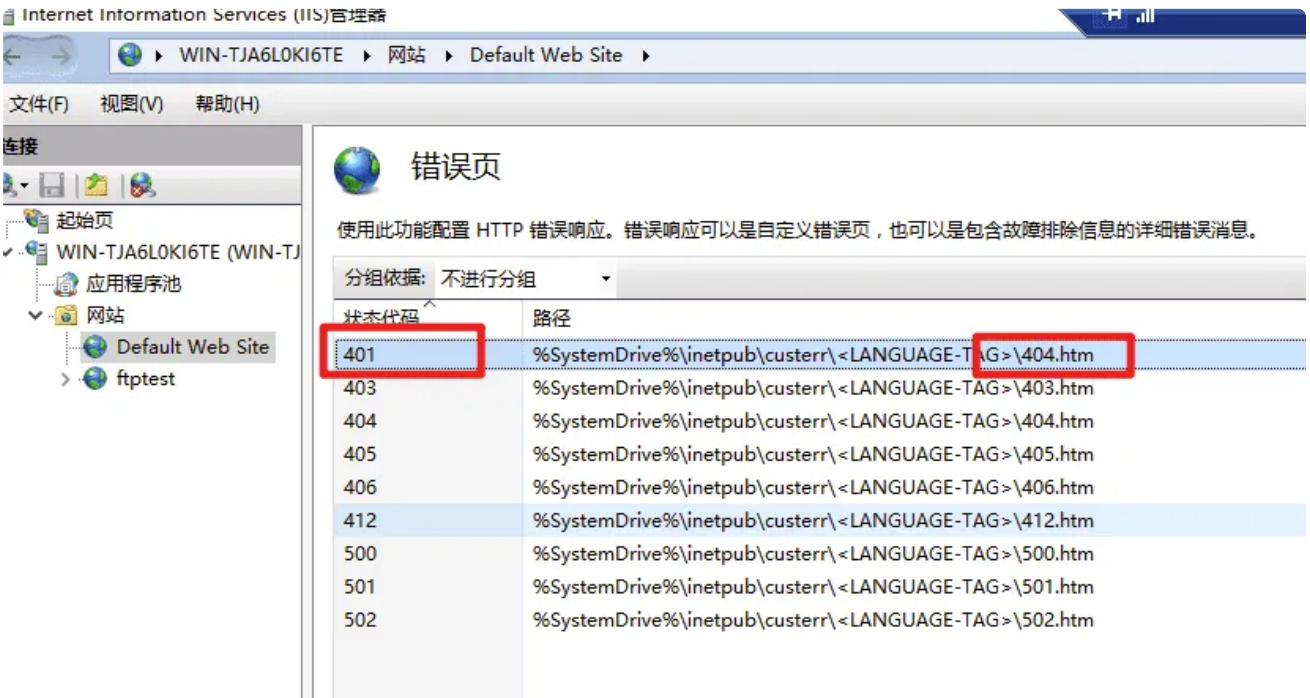 Internet Information Services (IIS)管理器
WIN-TJA6L0KI6TE 网站 Default Web Site
文件(F) 视图(V) 帮助(H)
连接
错误页
起始页
使用此功能配置 HTTP 错误响应。错误响应可以是自定义错误页，也可以是包含故障排除信息的详细错误消息。
WIN-TJA6L0KI6TE (WIN-TJ
应用程序池
分组依据: 不进行分组
网站
状态代码 路径
Default Web Site
401 %SystemDrive%\inetpub\custerr\<LANGUAGE-TAG>\404.htm
ftptest
403 %SystemDrive%\inetpub\custerr\<LANGUAGE-TAG>\403.htm
404 %SystemDrive%\inetpub\custerr\<LANGUAGE-TAG>\404.htm
405 %SystemDrive%\inetpub\custerr\<LANGUAGE-TAG>\405.htm
406 %SystemDrive%\inetpub\custerr\<LANGUAGE-TAG>\406.htm
412 %SystemDrive%\inetpub\custerr\<LANGUAGE-TAG>\412.htm
500 %SystemDrive%\inetpub\custerr\<LANGUAGE-TAG>\500.htm
501 %SystemDrive%\inetpub\custerr\<LANGUAGE-TAG>\501.htm
502 %SystemDrive%\inetpub\custerr\<LANGUAGE-TAG>\502.htm